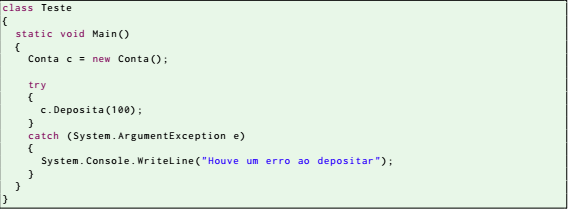 class Teste
{
  static void Main()
  {
    Conta c = new Conta();

    try
    {
      c.Deposita(100);
    }
    catch (System.ArgumentException e)
    {
      System.Console.WriteLine("Houve um erro ao depositar");
    }
  }
}